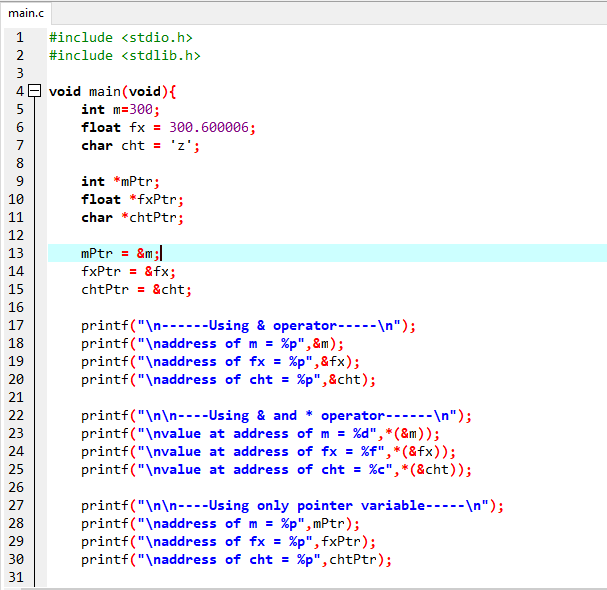 main.c
1 #include <stdio.h>
2 #include <stdlib.h>
3
4 void main(void){
5     int m=300;
6     float fx = 300.600006;
7     char cht = 'z';
8
9     int *mPtr;
10     float *fxPtr;
11     char *chtPtr;
12
13     mPtr = &m;
14     fxPtr = &fx;
15     chtPtr = &cht;
16
17     printf("\n------Using & operator-----\n");
18     printf("\naddress of m = %p",&m);
19     printf("\naddress of fx = %p",&fx);
20     printf("\naddress of cht = %p",&cht);
21
22     printf("\n\n----Using & and * operator------\n");
23     printf("\nvalue at address of m = %d",*(&m));
24     printf("\nvalue at address of fx = %f",*(&fx));
25     printf("\nvalue at address of cht = %c",*(&cht));
26
27     printf("\n\n----Using only pointer variable-----\n");
28     printf("\naddress of m = %p",mPtr);
29     printf("\naddress of fx = %p",fxPtr);
30     printf("\naddress of cht = %p",chtPtr);
31